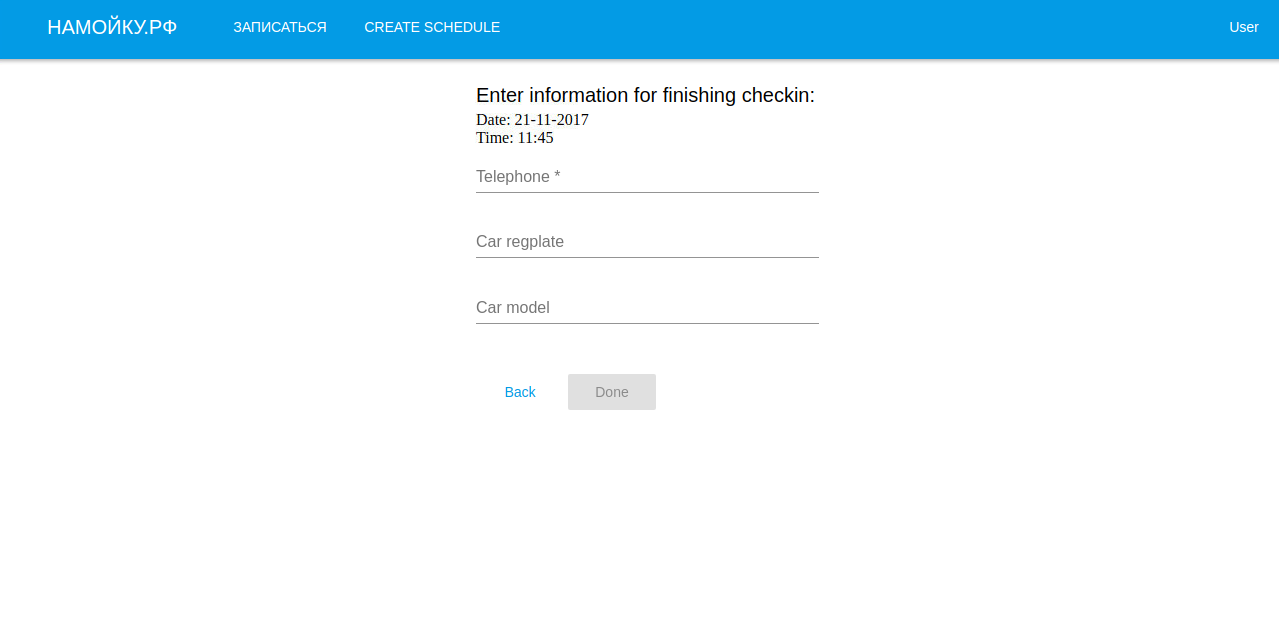 НАМОЙКУ.РФ ЗАПИСАТЬСЯ CREATE SCHEDULE User
Enter information for finishing checkin:
Date: 21-11-2017
Time: 11:45
Telephone *
Car regplate
Car model
Back Done